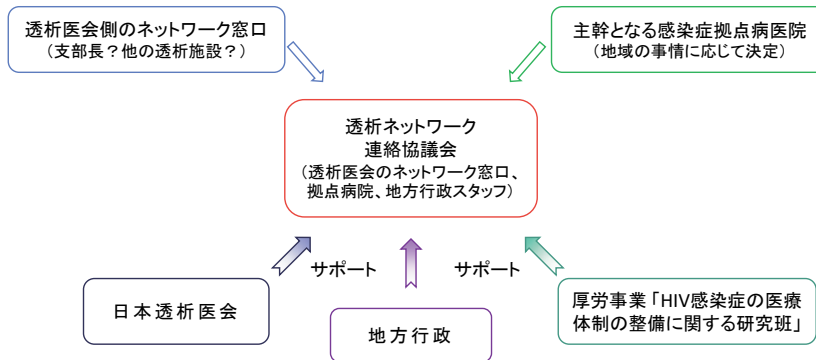 透析医会側のネットワーク窓口
（支部長？他の透析施設？）
主幹となる感染症拠点病医院
（地域の事情に応じて決定）
透析ネットワーク
連絡協議会
（透析医会のネットワーク窓口、
拠点病院、地方行政スタッフ）
サポート
サポート
日本透析医会
地方行政
厚労事業「HIV感染症の医療
体制の整備に関する研究班」